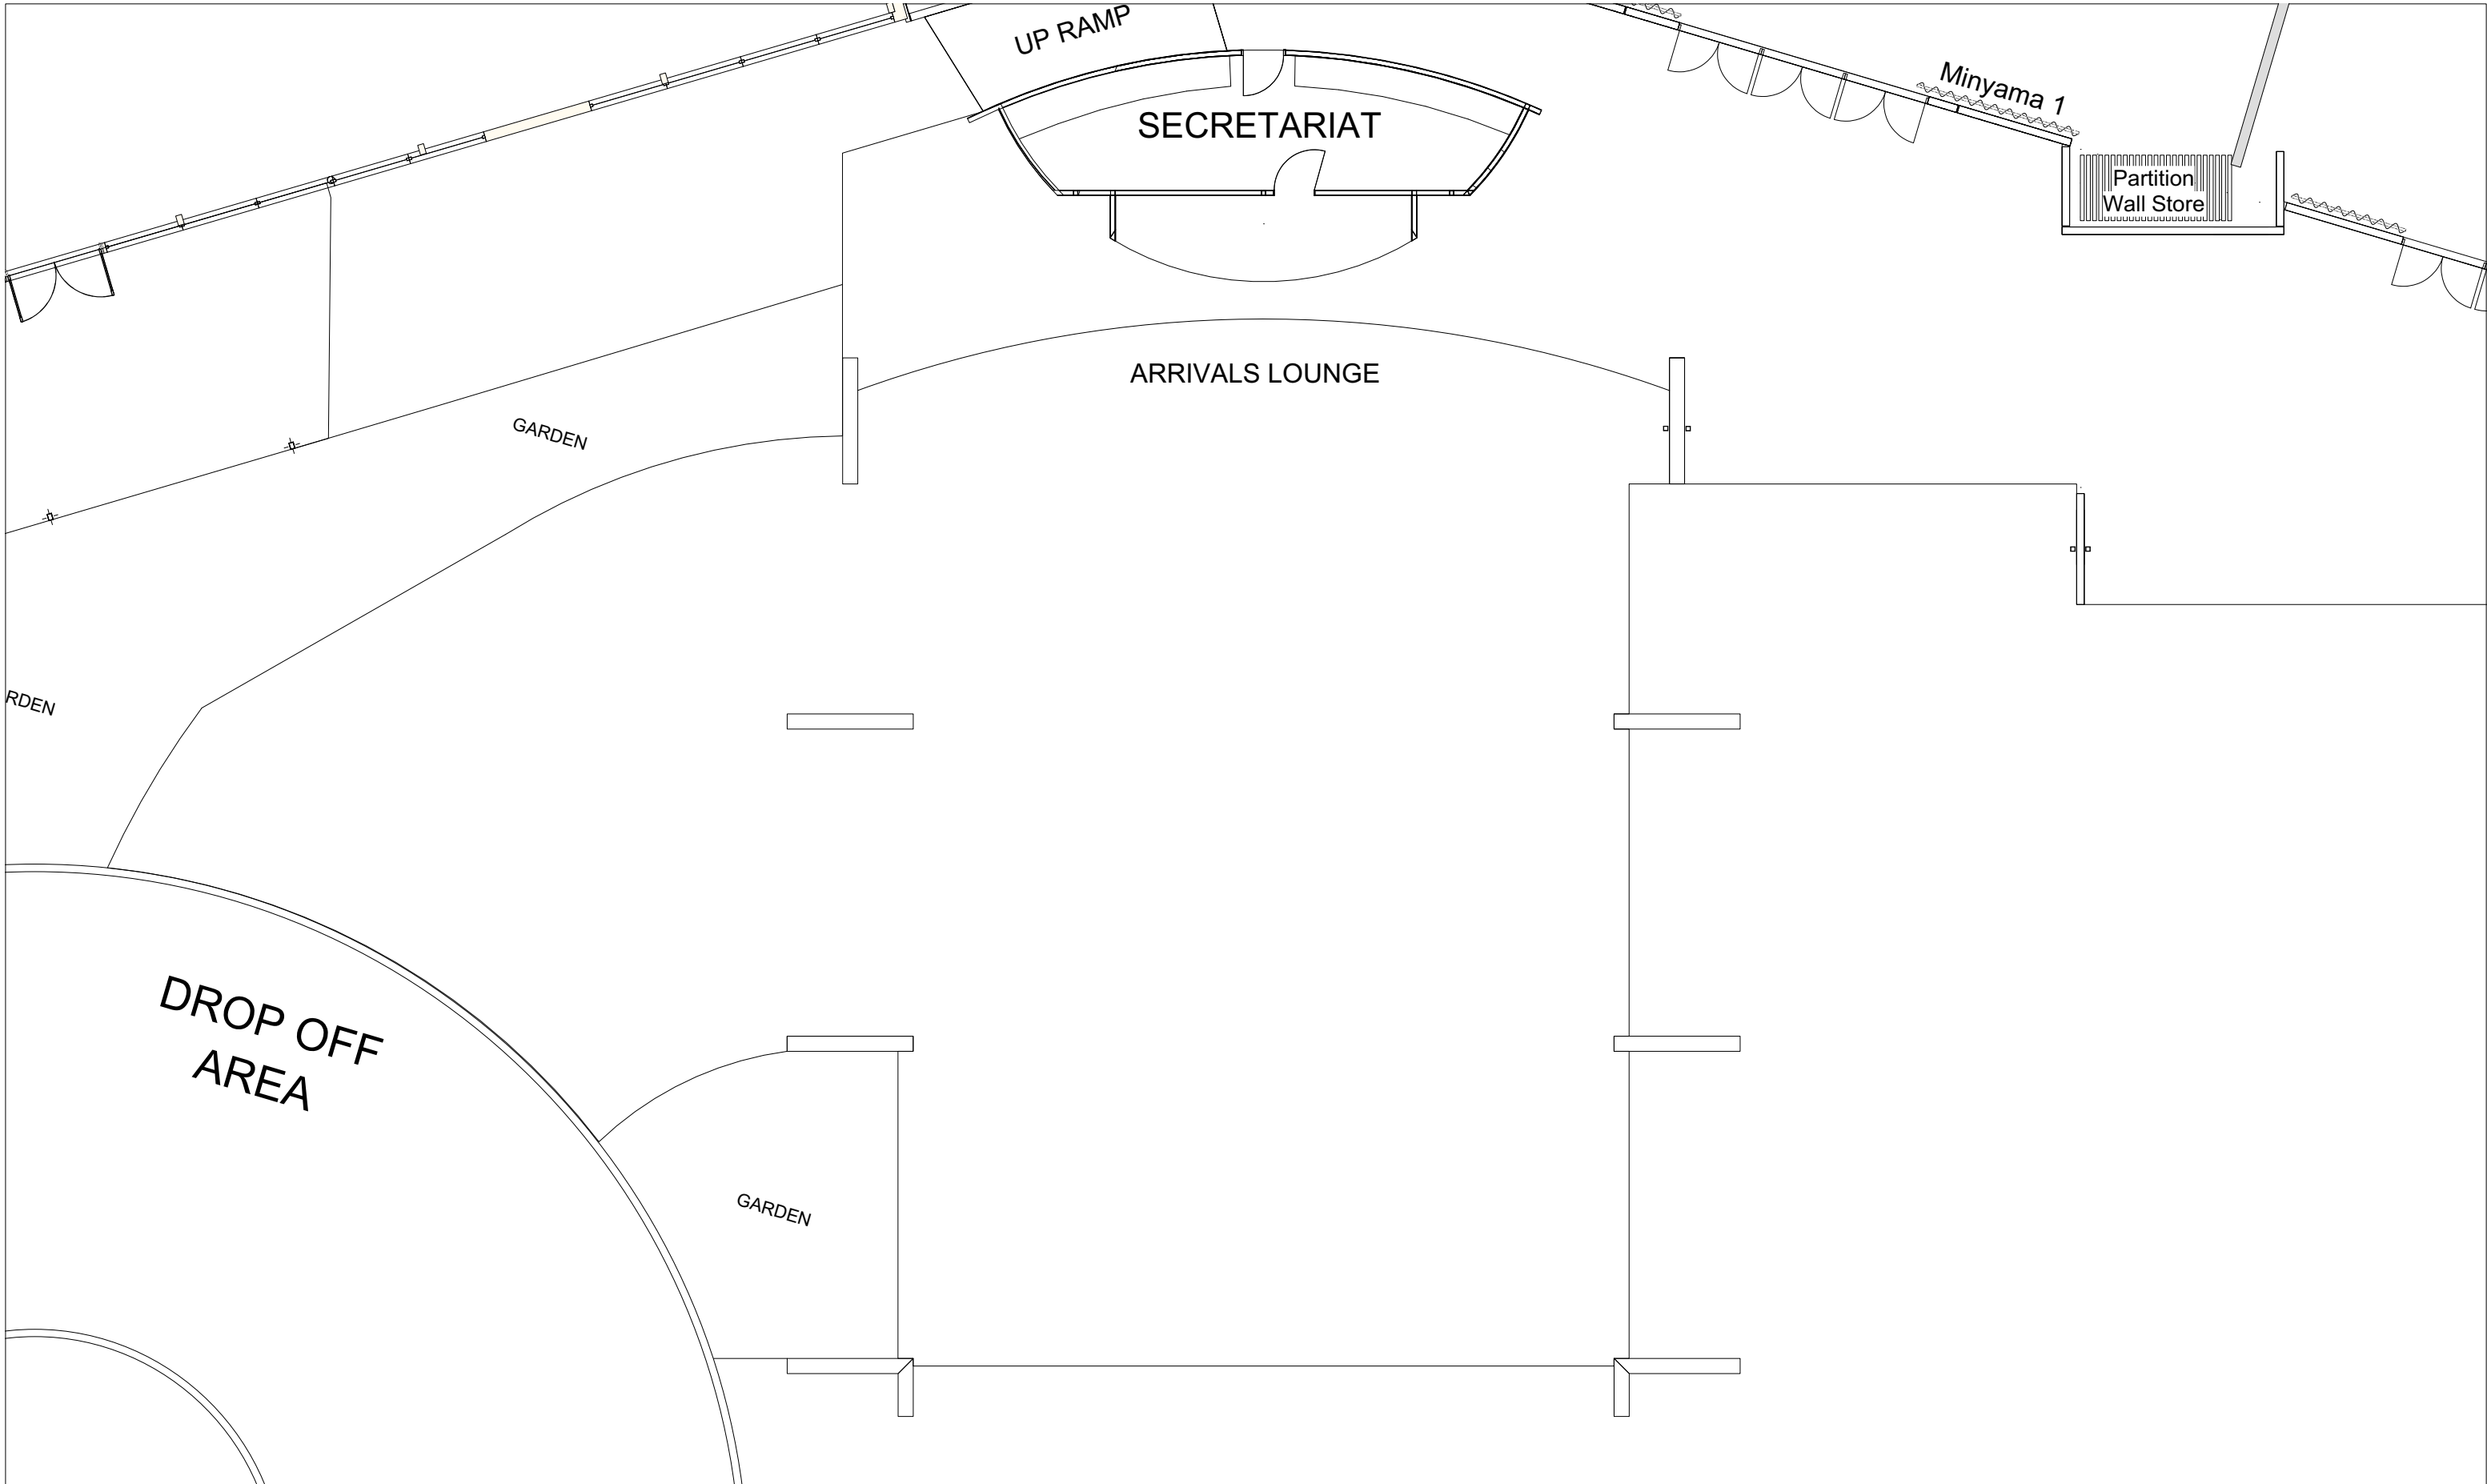 UP RAMP
SECRETARIAT
Minyama 1
Partition
Wall Store
ARRIVALS LOUNGE
GARDEN
RDEN
DROP OFF
AREA
GARDEN